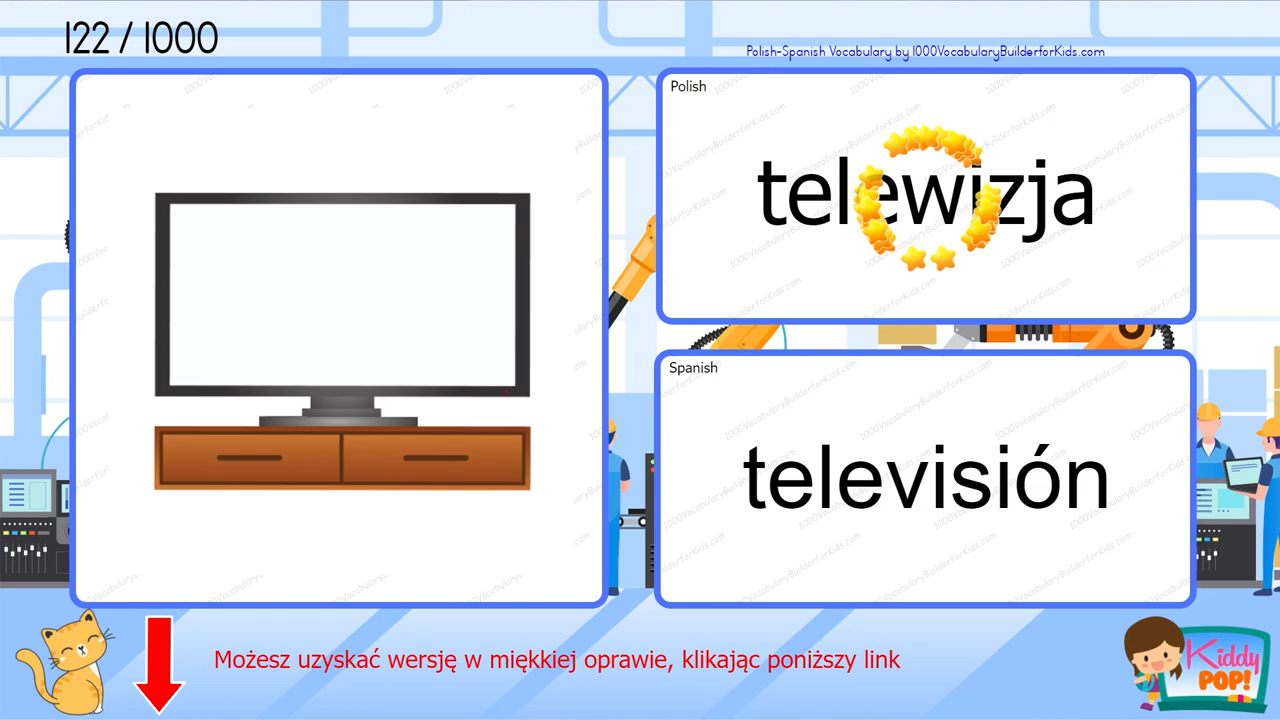 122 / 1000
Polish-Spanish Vocabulary by 1000VocabularyBuilderforKids.com
Polish
telewizja
Spanish
televisión
Możesz uzyskać wersję w miękkiej oprawie, klikając poniższy link
Kiddy
POP!